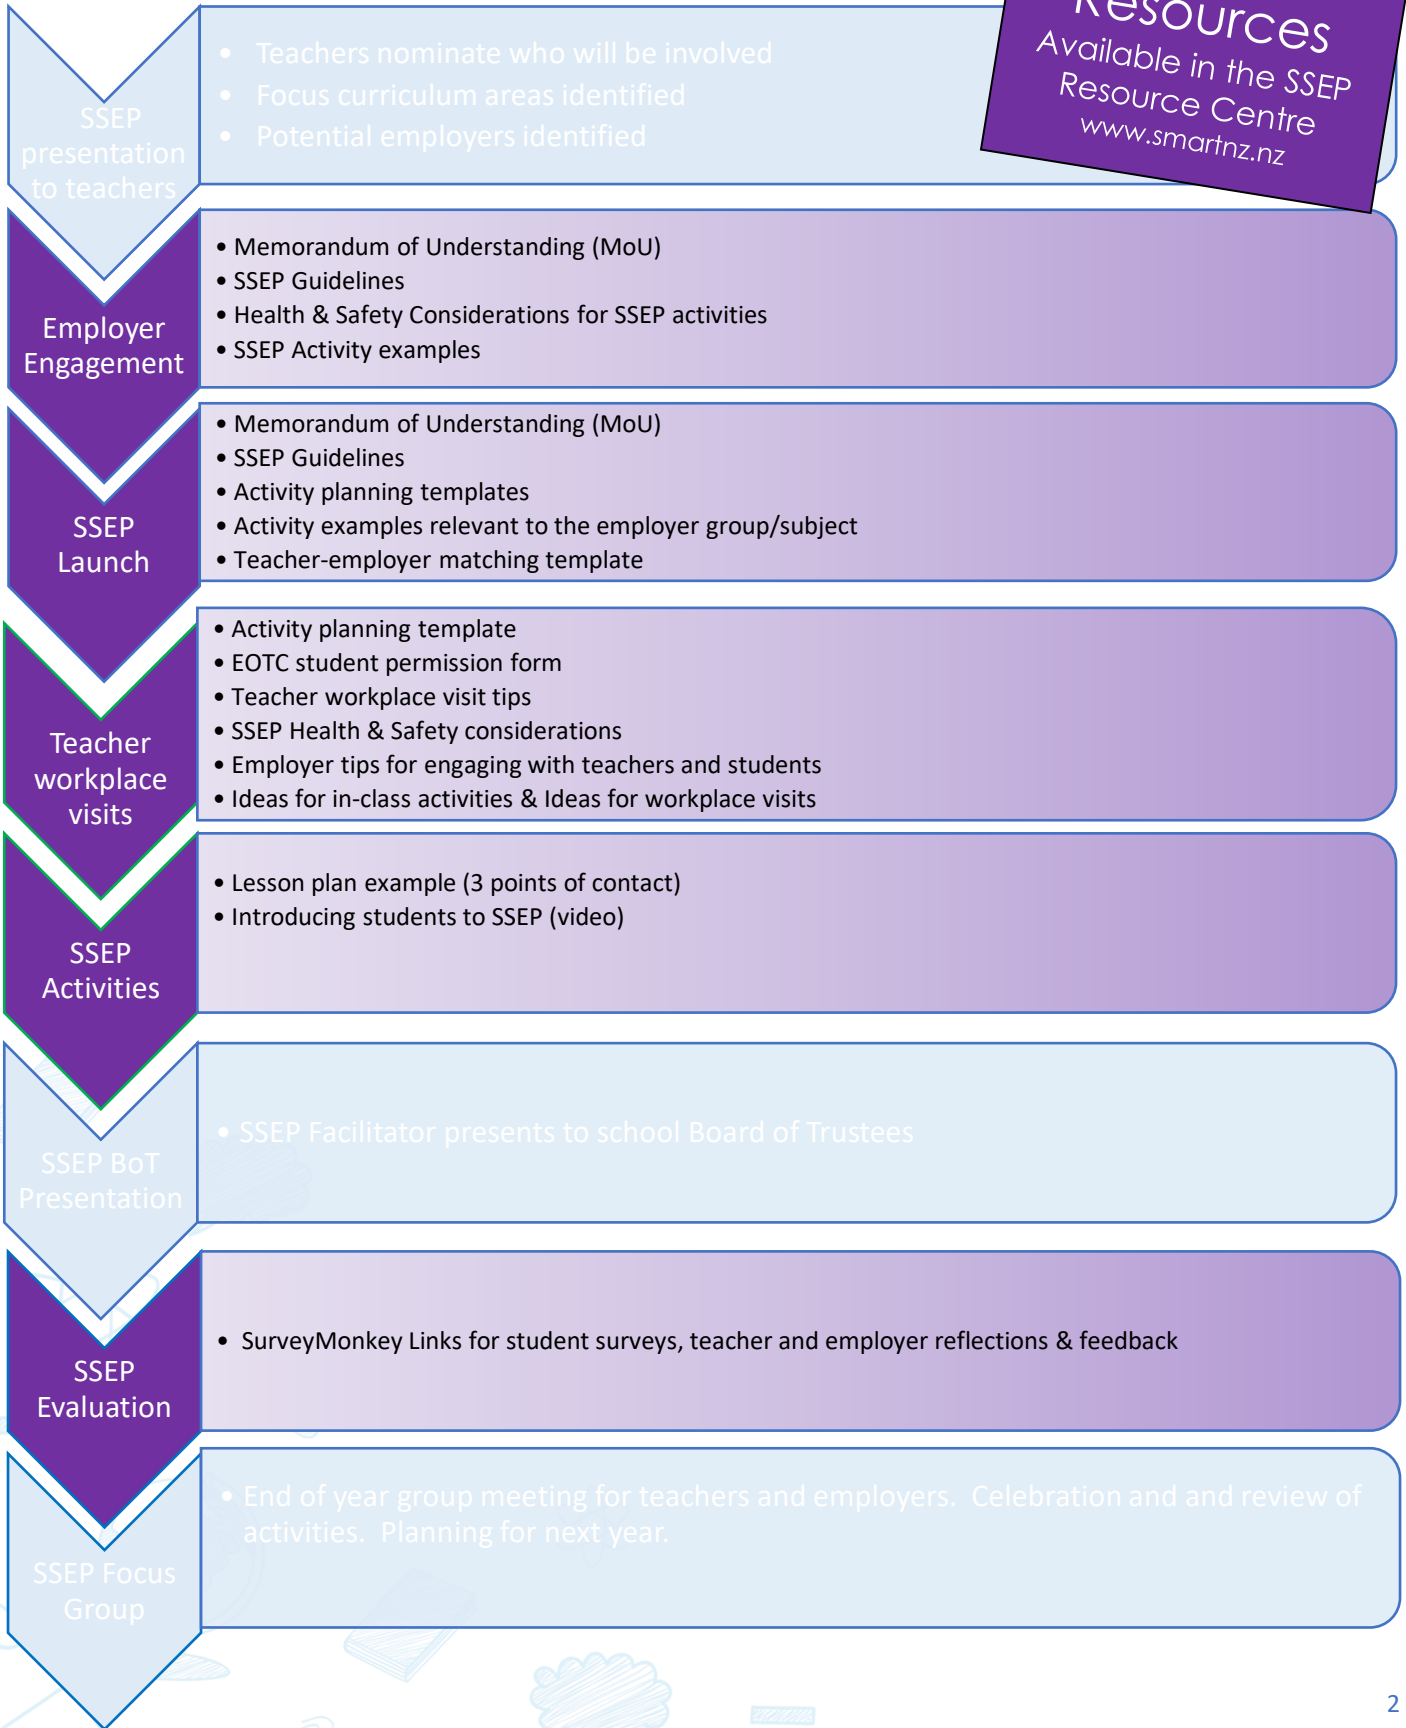 Resources
Available in the SSEP
Resource Centre
www.smartnz.nz
SSEP
presentation
to teachers
• Teachers nominate who will be involved
• Focus curriculum areas identified
• Potential employers identified
Employer
Engagement
• Memorandum of Understanding (MoU)
• SSEP Guidelines
• Health & Safety Considerations for SSEP activities
• SSEP Activity examples
SSEP
Launch
• Memorandum of Understanding (MoU)
• SSEP Guidelines
• Activity planning templates
• Activity examples relevant to the employer group/subject
• Teacher-employer matching template
Teacher
workplace
visits
• Activity planning template
• EOTC student permission form
• Teacher workplace visit tips
• SSEP Health & Safety considerations
• Employer tips for engaging with teachers and students
• Ideas for in-class activities & Ideas for workplace visits
SSEP
Activities
• Lesson plan example (3 points of contact)
• Introducing students to SSEP (video)
SSEP BoT
Presentation
• SSEP Facilitator presents to school Board of Trustees
SSEP
Evaluation
• SurveyMonkey Links for student surveys, teacher and employer reflections & feedback
SSEP Focus
Group
• End of year group meeting for teachers and employers.  Celebration and and review of
activities.  Planning for next year.
2